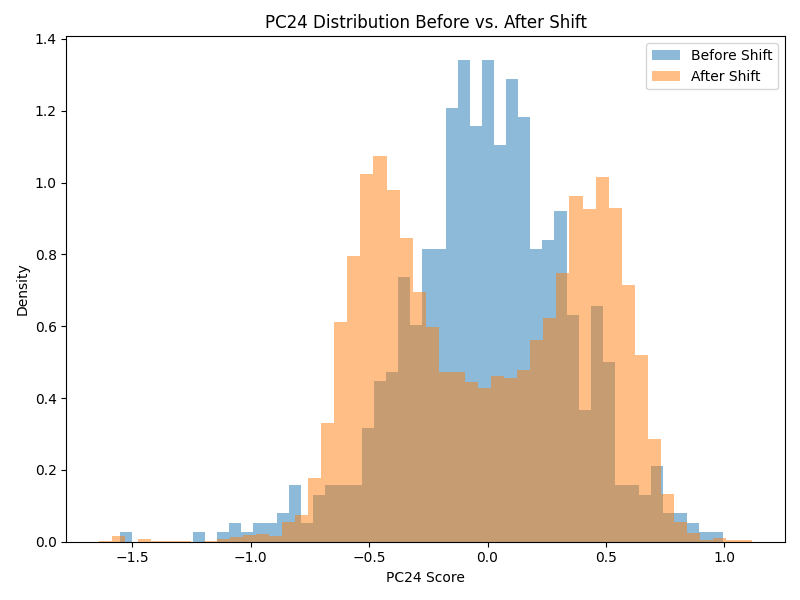 PC24 Distribution Before vs. After Shift
Before Shift
After Shift
Density
1.4
1.2
1.0
0.8
0.6
0.4
0.2
0.0
−1.5
−1.0
−0.5
0.0
0.5
1.0
PC24 Score